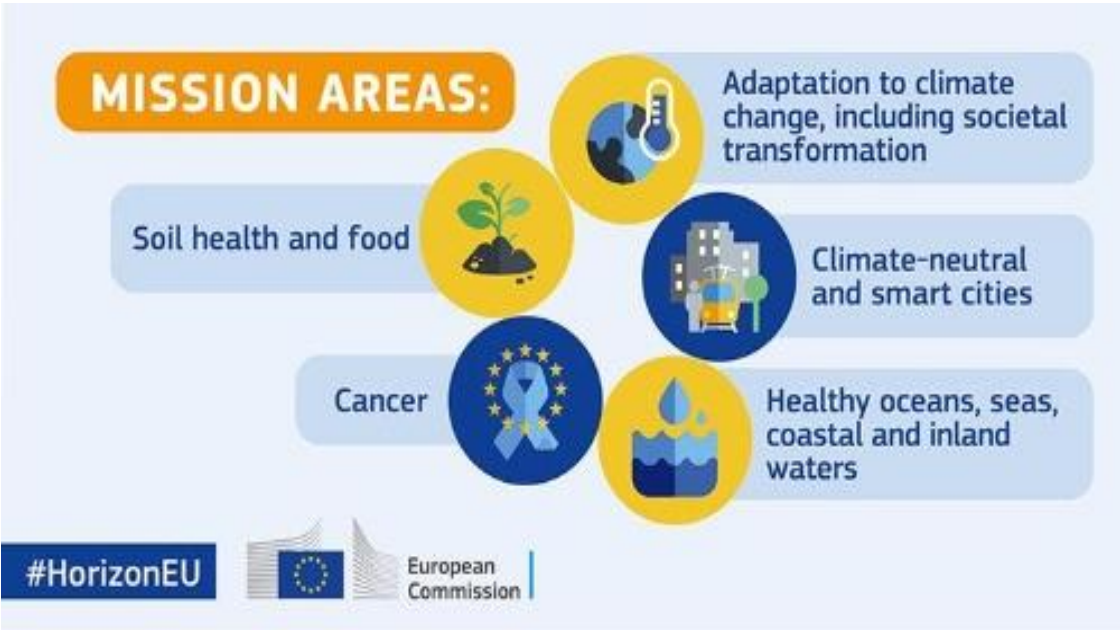 MISSION AREAS:
Adaptation to climate
change, including societal
transformation
Soil health and food
Climate-neutral
and smart cities
Cancer
Healthy oceans, seas,
coastal and inland
waters
#HorizonEU
European
Commission